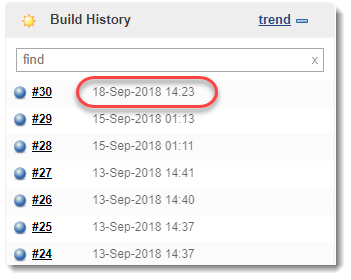 Build History trend
find x
#30 18-Sep-2018 14:23
#29 15-Sep-2018 01:13
#28 15-Sep-2018 01:11
#27 13-Sep-2018 14:41
#26 13-Sep-2018 14:40
#25 13-Sep-2018 14:37
#24 13-Sep-2018 14:37